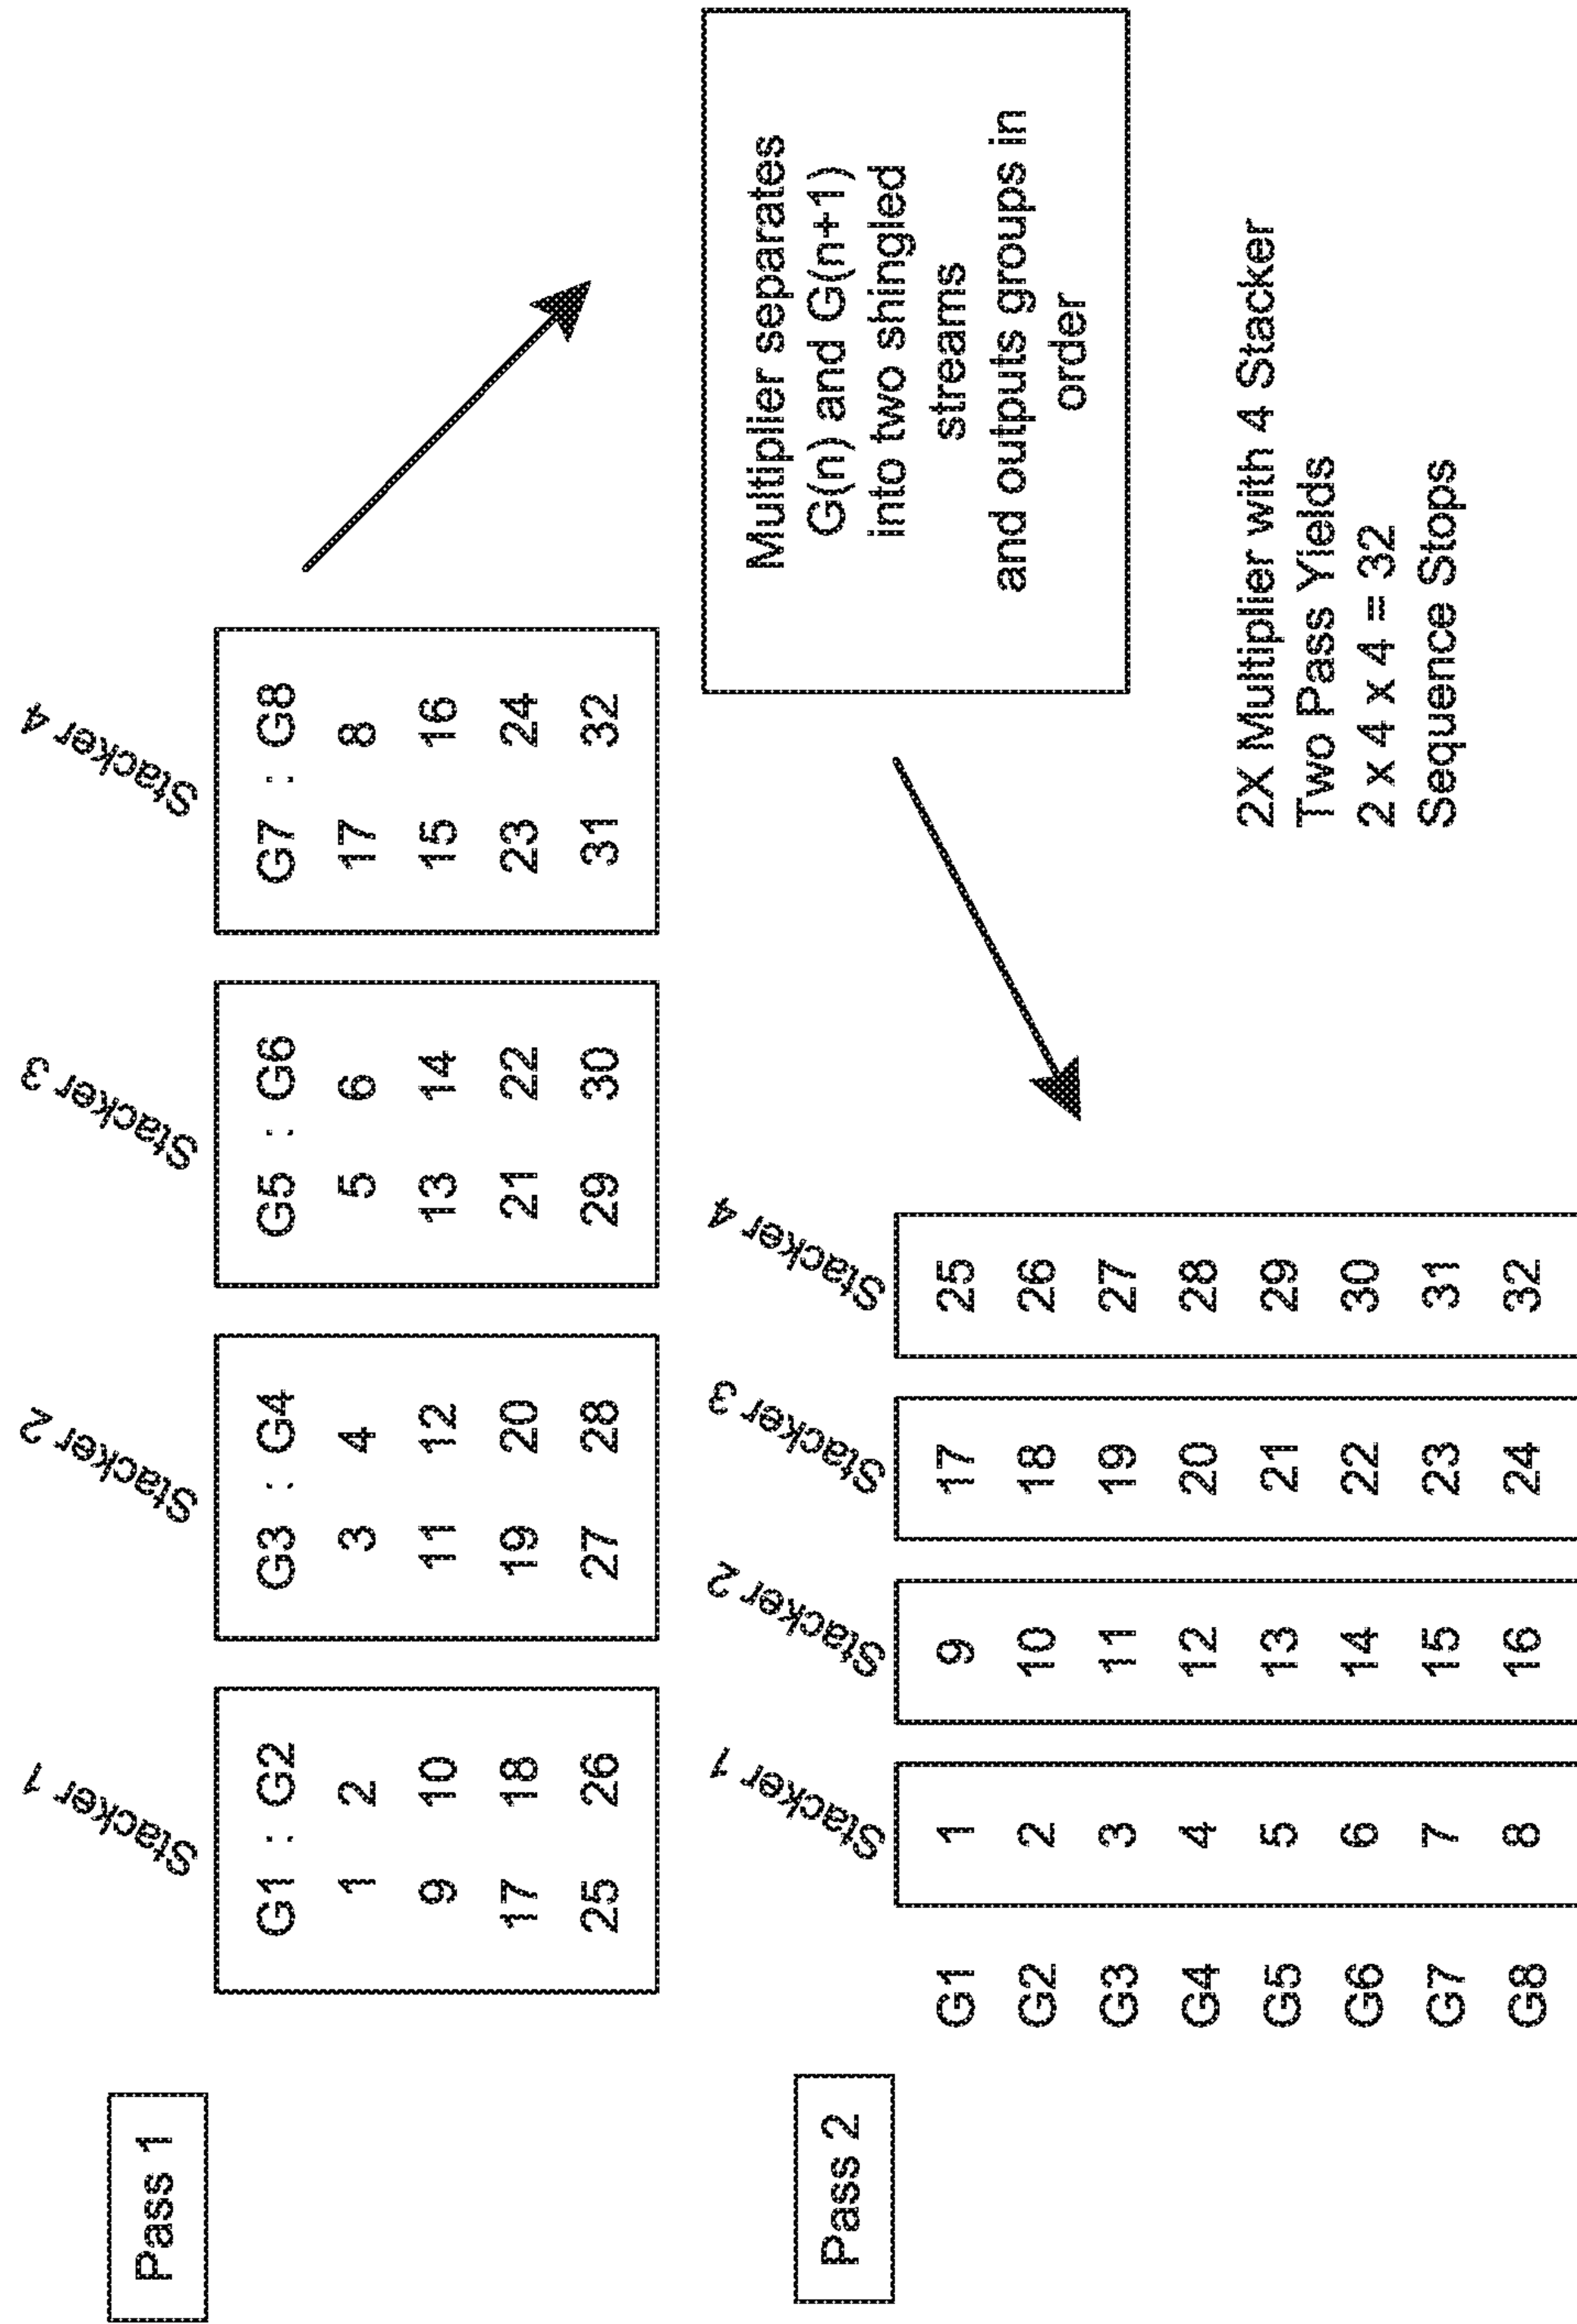 Pass 1
Stacker 1
Stacker 2
Stacker 3
Stacker 4
G1 : G2
1 2
9 10
17 18
25 26
G3 : G4
3 4
11 12
19 20
27 28
G5 : G6
5 6
13 14
21 22
29 30
G7 : G8
17 8
15 16
23 24
31 32
Multiplier separates
G(n) and G(n+1)
into two shingled
streams
and outputs groups in
order
Pass 2
Stacker 1
Stacker 2
Stacker 3
Stacker 4
G1 1 9 17 25
G2 2 10 18 26
G3 3 11 19 27
G4 4 12 20 28
G5 5 13 21 29
G6 6 14 22 30
G7 7 15 23 31
G8 8 16 24 32
2X Multiplier with 4 Stacker
Two Pass Yields
2 x 4 x 4 = 32
Sequence Stops